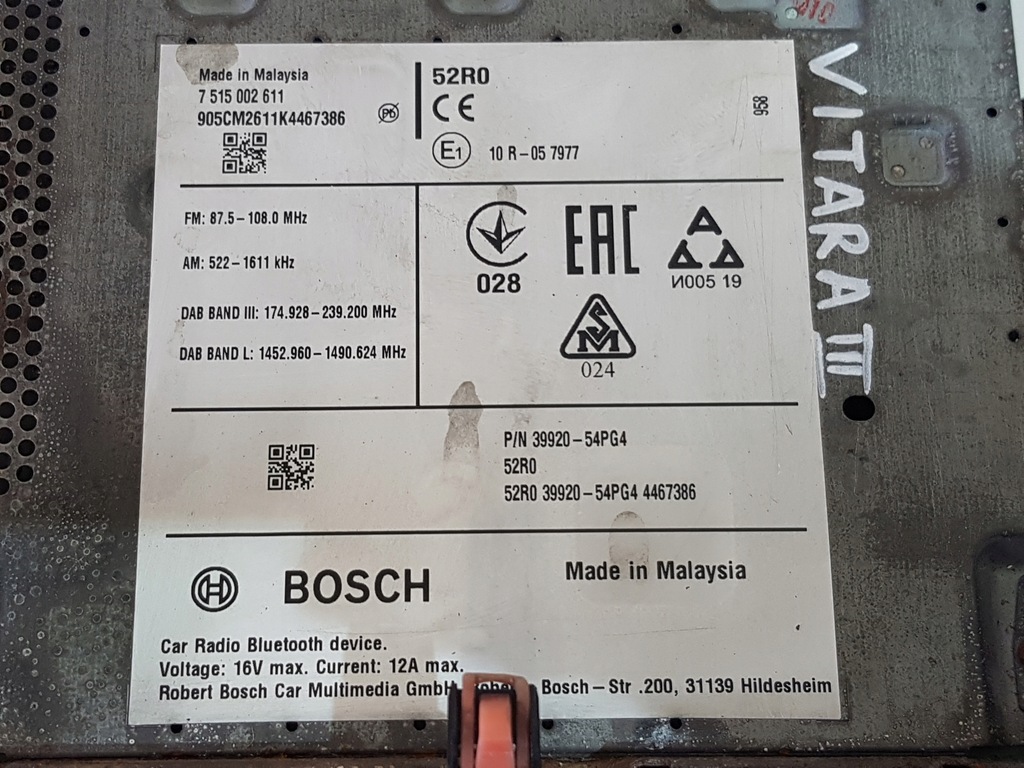 Made in Malaysia
7 515 002 611
905CM2611K4467386
Pb
52R0
CE
E1
10 R-05 7977
958
FM: 87.5-108.0 MHz
AM: 522-1611 kHz
DAB BAND III: 174.928-239.200 MHz
DAB BAND L: 1452.960-1490.624 MHz
028
EAC
A
И005 19
SM
024
P/N 39920-54PG4
52R0
52R0 39920-54PG4 4467386
BOSCH
Made in Malaysia
Car Radio Bluetooth device.
Voltage: 16V max. Current: 12A max.
Robert Bosch Car Multimedia GmbH Bosch-Str .200, 31139 Hildesheim
VITARA III